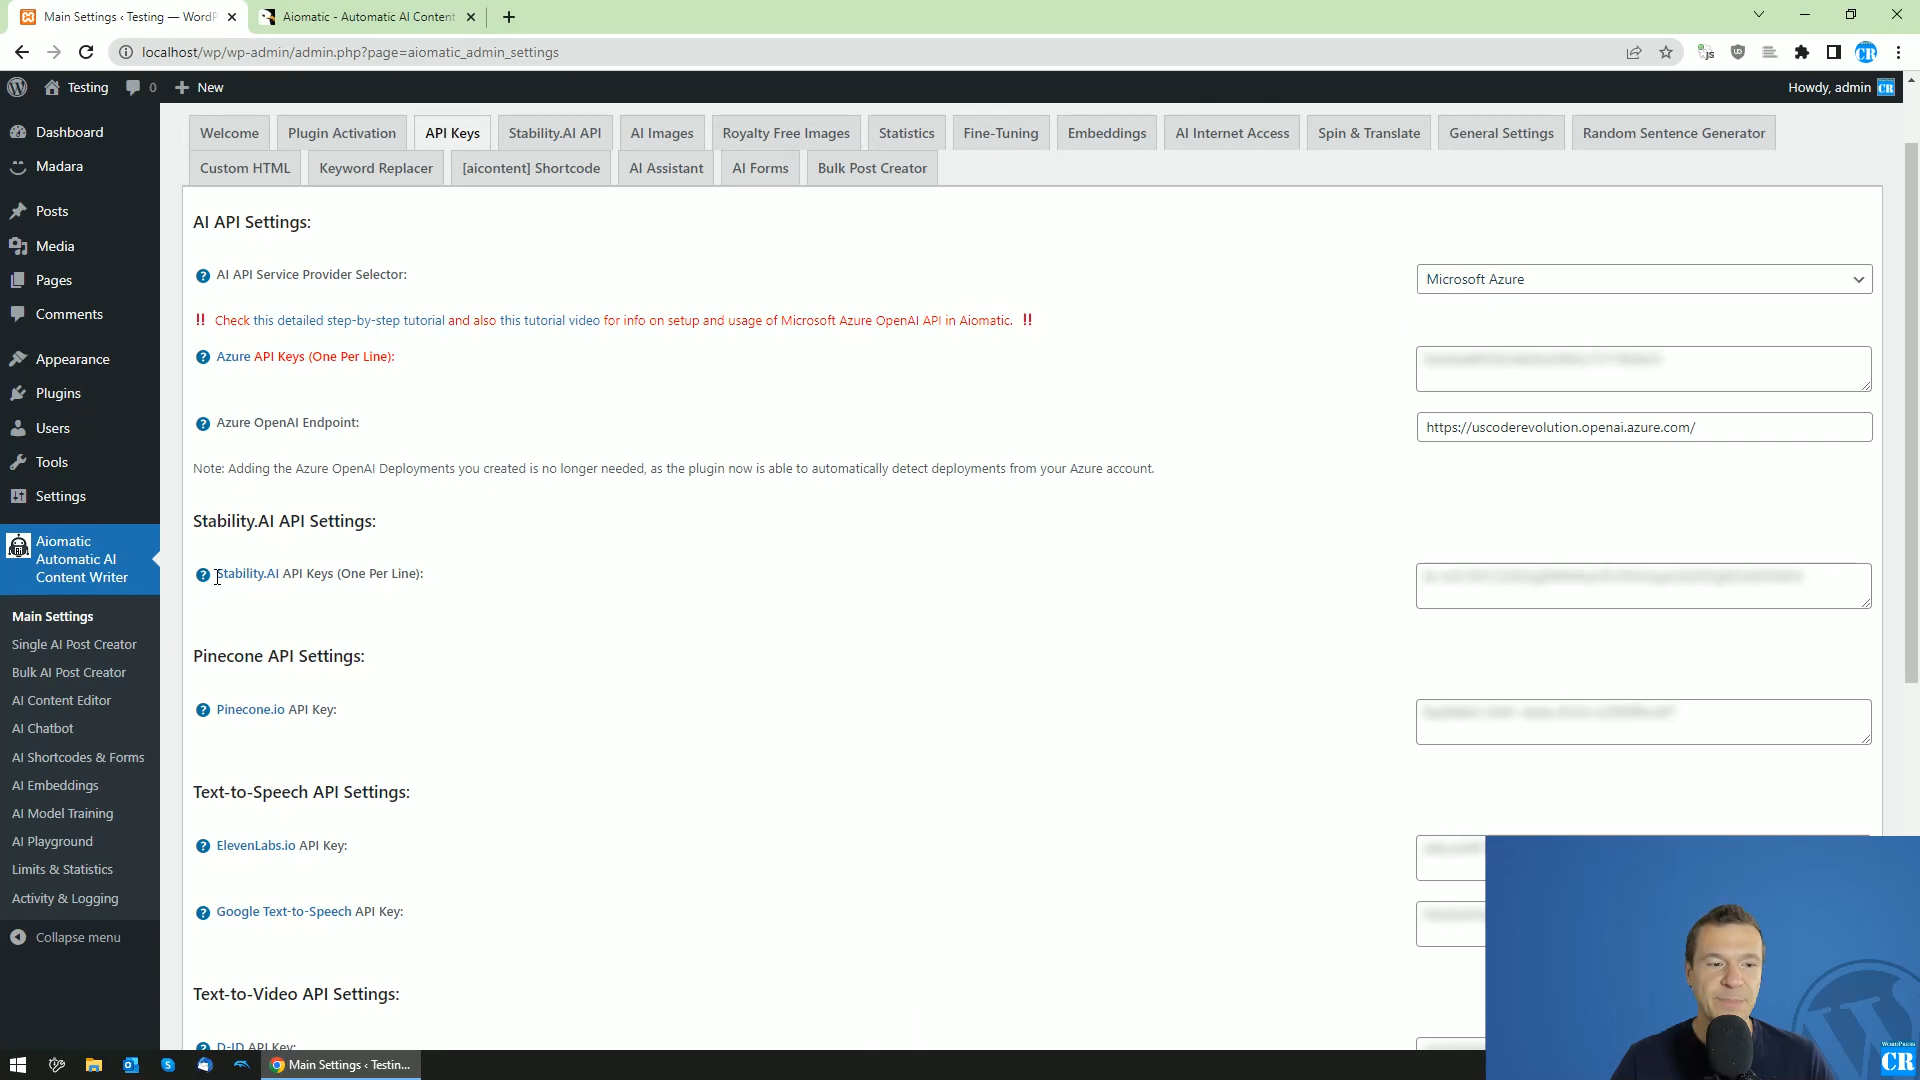 Main Settings ‹ Testing — WordP
Aiomatic - Automatic AI Content
localhost/wp/wp-admin/admin.php?page=aiomatic_admin_settings
Testing
0
New
Howdy, admin
Dashboard
Madara
Posts
Media
Pages
Comments
Appearance
Plugins
Users
Tools
Settings
Aiomatic
Automatic AI
Content Writer
Main Settings
Single AI Post Creator
Bulk AI Post Creator
AI Content Editor
AI Chatbot
AI Shortcodes & Forms
AI Embeddings
AI Model Training
AI Playground
Limits & Statistics
Activity & Logging
Collapse menu
Welcome
Plugin Activation
API Keys
Stability.AI API
AI Images
Royalty Free Images
Statistics
Fine-Tuning
Embeddings
AI Internet Access
Spin & Translate
General Settings
Random Sentence Generator
Custom HTML
Keyword Replacer
[aicontent] Shortcode
AI Assistant
AI Forms
Bulk Post Creator
AI API Settings:
AI API Service Provider Selector:
Microsoft Azure
!! Check this detailed step-by-step tutorial and also this tutorial video for info on setup and usage of Microsoft Azure OpenAI API in Aiomatic. !!
Azure API Keys (One Per Line):
Azure OpenAI Endpoint:
https://uscoderevolution.openai.azure.com/
Note: Adding the Azure OpenAI Deployments you created is no longer needed, as the plugin now is able to automatically detect deployments from your Azure account.
Stability.AI API Settings:
Stability.AI API Keys (One Per Line):
Pinecone API Settings:
Pinecone.io API Key:
Text-to-Speech API Settings:
ElevenLabs.io API Key:
Google Text-to-Speech API Key:
Text-to-Video API Settings:
D-ID API Key:
Main Settings ‹ Testin...
WORDPRESS
CR